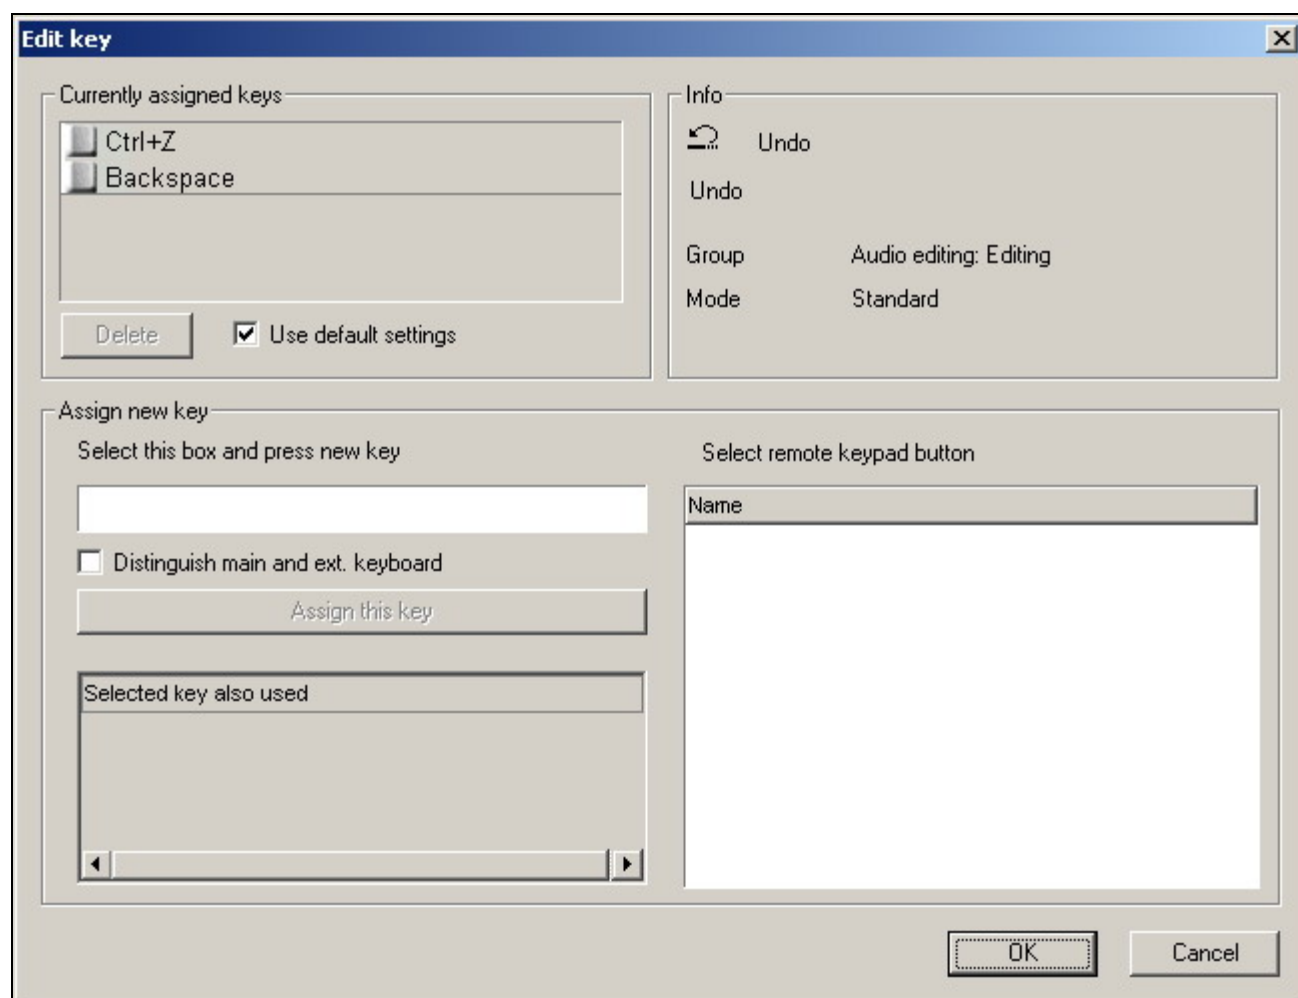 Edit key
Currently assigned keys
Ctrl+Z
Backspace
Delete
Use default settings
Info
Undo
Undo
Group Audio editing: Editing
Mode Standard
Assign new key
Select this box and press new key
Distinguish main and ext. keyboard
Assign this key
Selected key also used
Select remote keypad button
Name
OK
Cancel